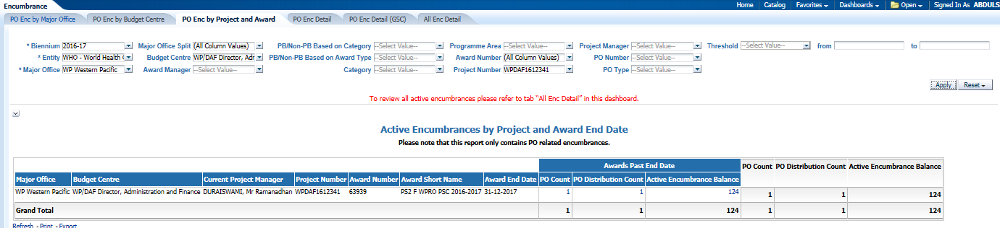 Encumbrance Home Catalog Favorites Dashboards Open Signed In As ABDULS
PO Enc by Major Office PO Enc by Budget Centre PO Enc by Project and Award PO Enc Detail PO Enc Detail (GSC) All Enc Detail
* Biennium 2016-17 Major Office Split (All Column Values) PB/Non-PB Based on Category --Select Value-- Programme Area --Select Value-- Project Manager --Select Value-- Threshold --Select Value-- from to
* Entity WHO - World Health Budget Centre WP/DAF Director, Adr PB/Non-PB Based on Award Type --Select Value-- Award Number (All Column Values) PO Number --Select Value--
* Major Office WP Western Pacific Award Manager --Select Value-- Category --Select Value-- Project Number WPDAF1612341 PO Type --Select Value--
Apply Reset
To review all active encumbrances please refer to tab "All Enc Detail" in this dashboard.
Active Encumbrances by Project and Award End Date
Please note that this report only contains PO related encumbrances.
Awards Past End Date
Major Office Budget Centre Current Project Manager Project Number Award Number Award Short Name Award End Date PO Count PO Distribution Count Active Encumbrance Balance PO Count PO Distribution Count Active Encumbrance Balance
WP Western Pacific WP/DAF Director, Administration and Finance DURAISWAMI, Mr Ramanadhan WPDAF1612341 63939 PS2 F WPRO PSC 2016-2017 31-12-2017 1 1 124 1 1 124
Grand Total 1 1 124 1 1 124
Refresh - Print - Export